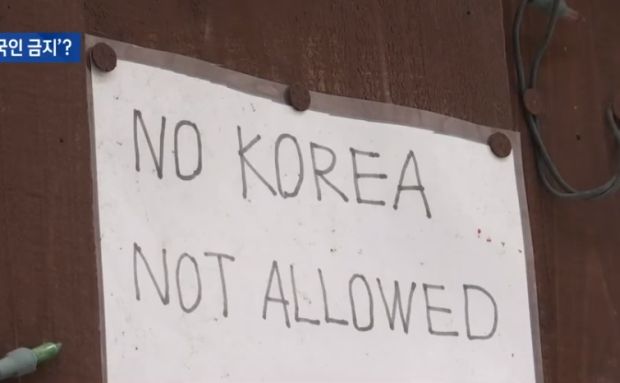 국인 금지'?
NO KOREA
NOT ALLOWED